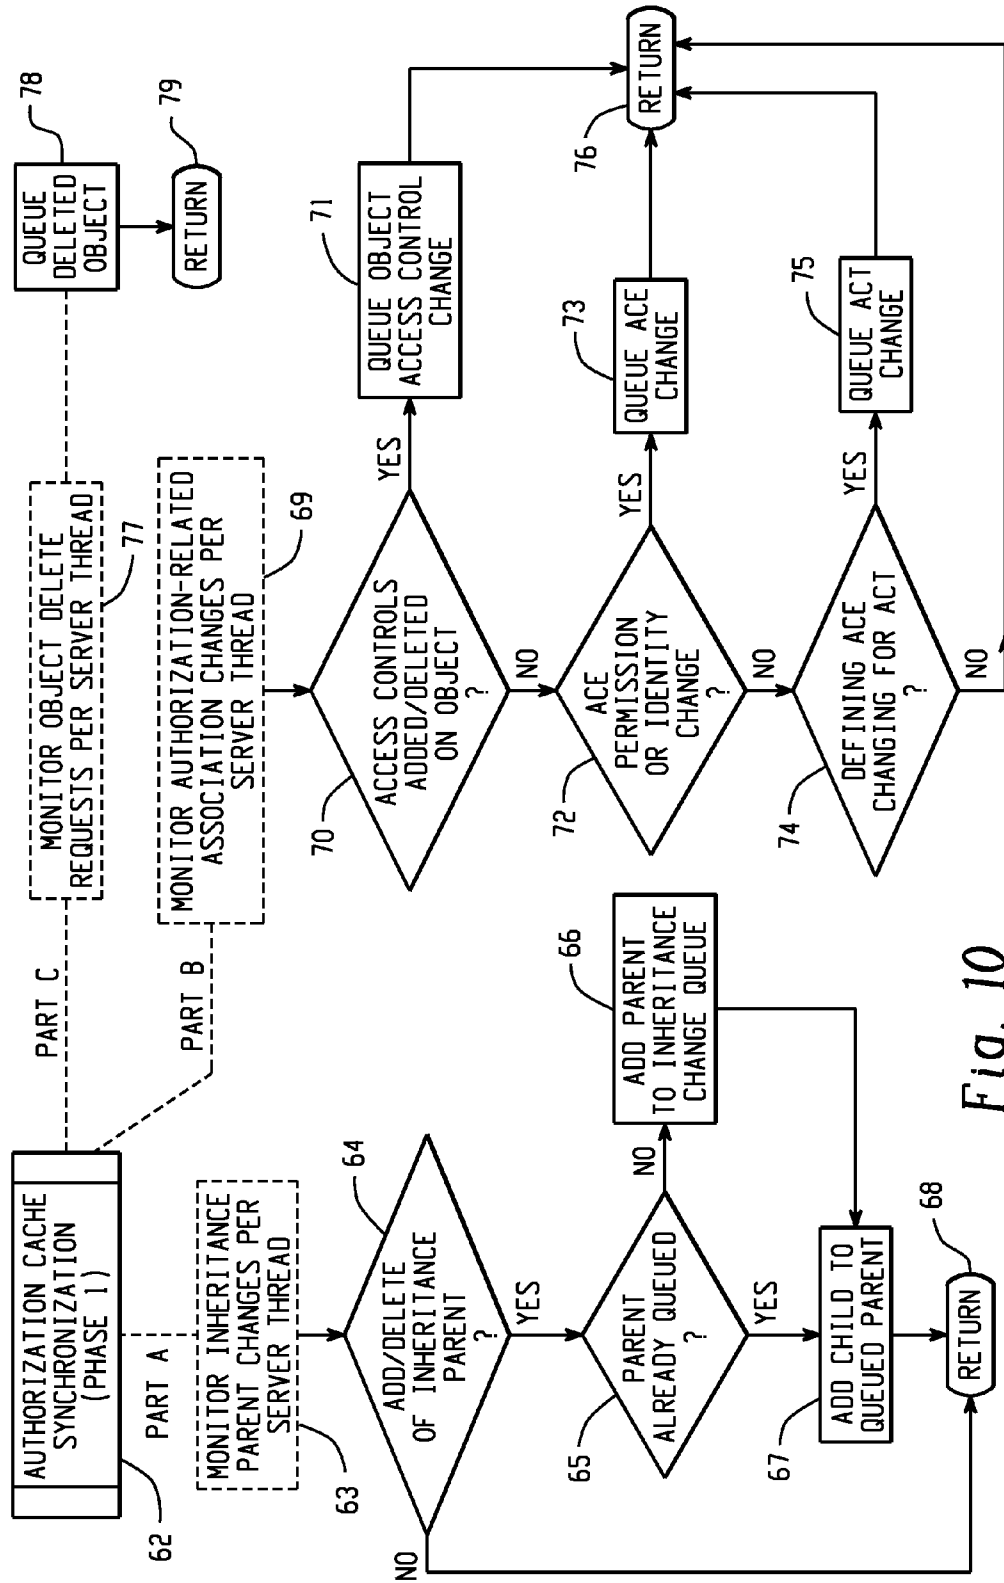 AUTHORIZATION CACHE
SYNCHRONIZATION
(PHASE 1)
62
PART A
MONITOR INHERITANCE
PARENT CHANGES PER
SERVER THREAD
63
ADD/DELETE
OF INHERITANCE
PARENT
?
64
NO
YES
PARENT
ALREADY QUEUED
?
65
NO
YES
ADD PARENT
TO INHERITANCE
CHANGE QUEUE
66
ADD CHILD TO
QUEUED PARENT
67
RETURN
68
PART B
MONITOR AUTHORIZATION-RELATED
ASSOCIATION CHANGES PER
SERVER THREAD
69
ACCESS CONTROLS
ADDED/DELETED
ON OBJECT
?
70
YES
NO
QUEUE OBJECT
ACCESS CONTROL
CHANGE
71
ACE
PERMISSION
OR IDENTITY
CHANGE
?
72
YES
NO
QUEUE ACE
CHANGE
73
DEFINING ACE
CHANGING FOR ACT
?
74
YES
NO
QUEUE ACT
CHANGE
75
RETURN
76
PART C
MONITOR OBJECT DELETE
REQUESTS PER SERVER THREAD
77
QUEUE
DELETED
OBJECT
78
RETURN
79
Fig. 10